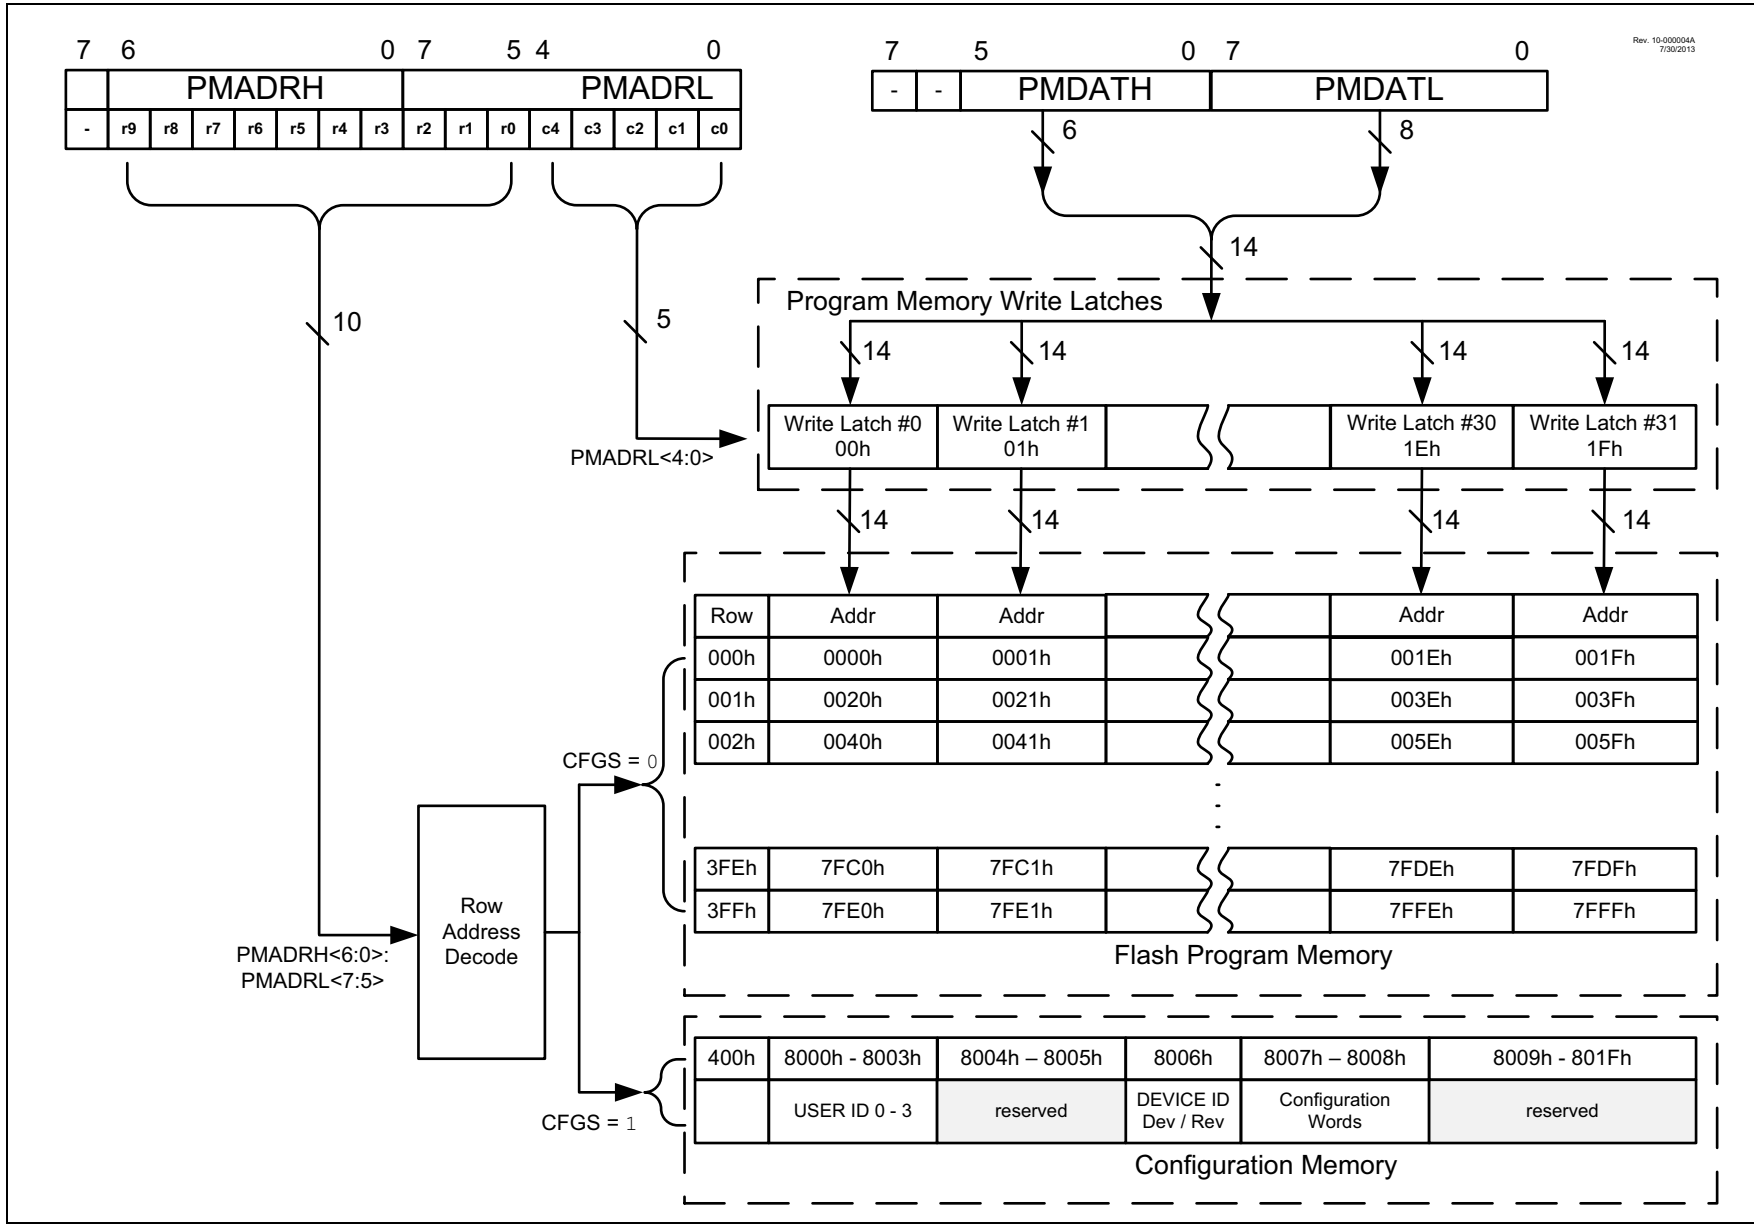 7 6 0 7 5 4 0
7 5 0 7 0
Rev. 10-000004A
7/30/2013
PMADRH PMADRL
- - PMDATH PMDATL
- r9 r8 r7 r6 r5 r4 r3 r2 r1 r0 c4 c3 c2 c1 c0
6 8
14
10 5
Program Memory Write Latches
14 14 14 14
Write Latch #0
00h
Write Latch #1
01h
Write Latch #30
1Eh
Write Latch #31
1Fh
PMADRL<4:0>
14 14 14 14
Row Addr Addr Addr Addr
000h 0000h 0001h 001Eh 001Fh
001h 0020h 0021h 003Eh 003Fh
002h 0040h 0041h 005Eh 005Fh
CFGS = 0
3FEh 7FC0h 7FC1h 7FDEh 7FDFh
3FFh 7FE0h 7FE1h 7FFEh 7FFFh
Flash Program Memory
Row
Address
Decode
PMADRH<6:0>:
PMADRL<7:5>
400h 8000h - 8003h 8004h – 8005h 8006h 8007h – 8008h 8009h - 801Fh
USER ID 0 - 3
reserved
DEVICE ID
Dev / Rev
Configuration
Words
reserved
CFGS = 1
Configuration Memory